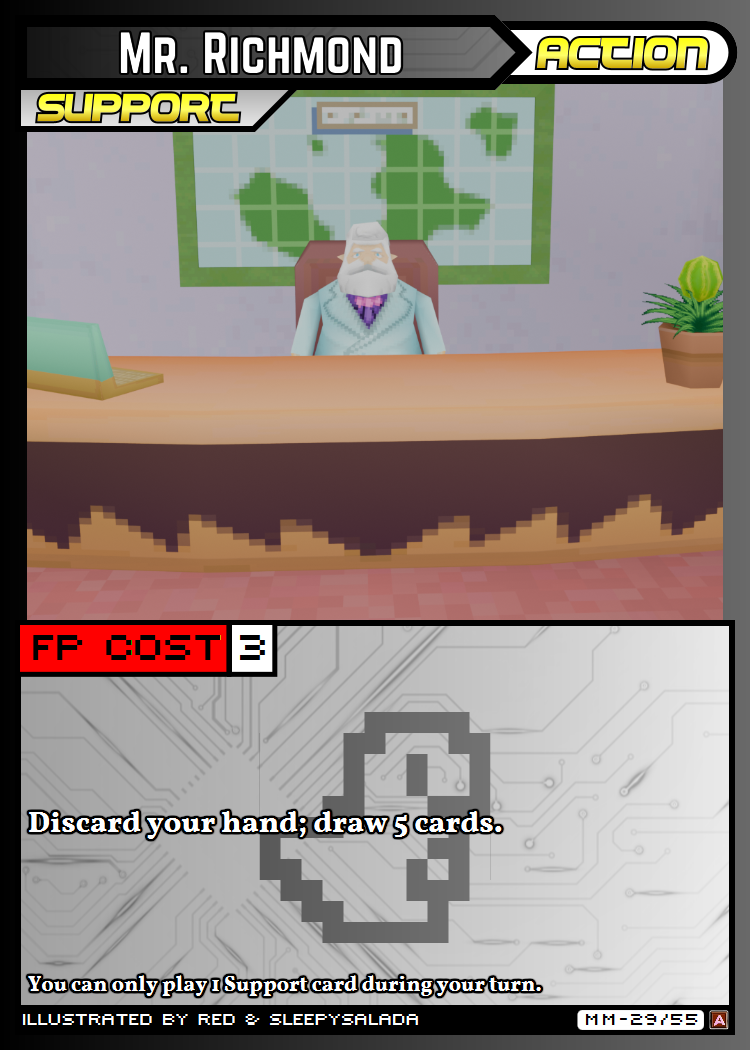 Mr. Richmond
ACTION
SUPPORT
FP COST 3
Discard your hand; draw 5 cards.
You can only play 1 Support card during your turn.
ILLUSTRATED BY RED & SLEEPYSALADA
MM-29/55 A